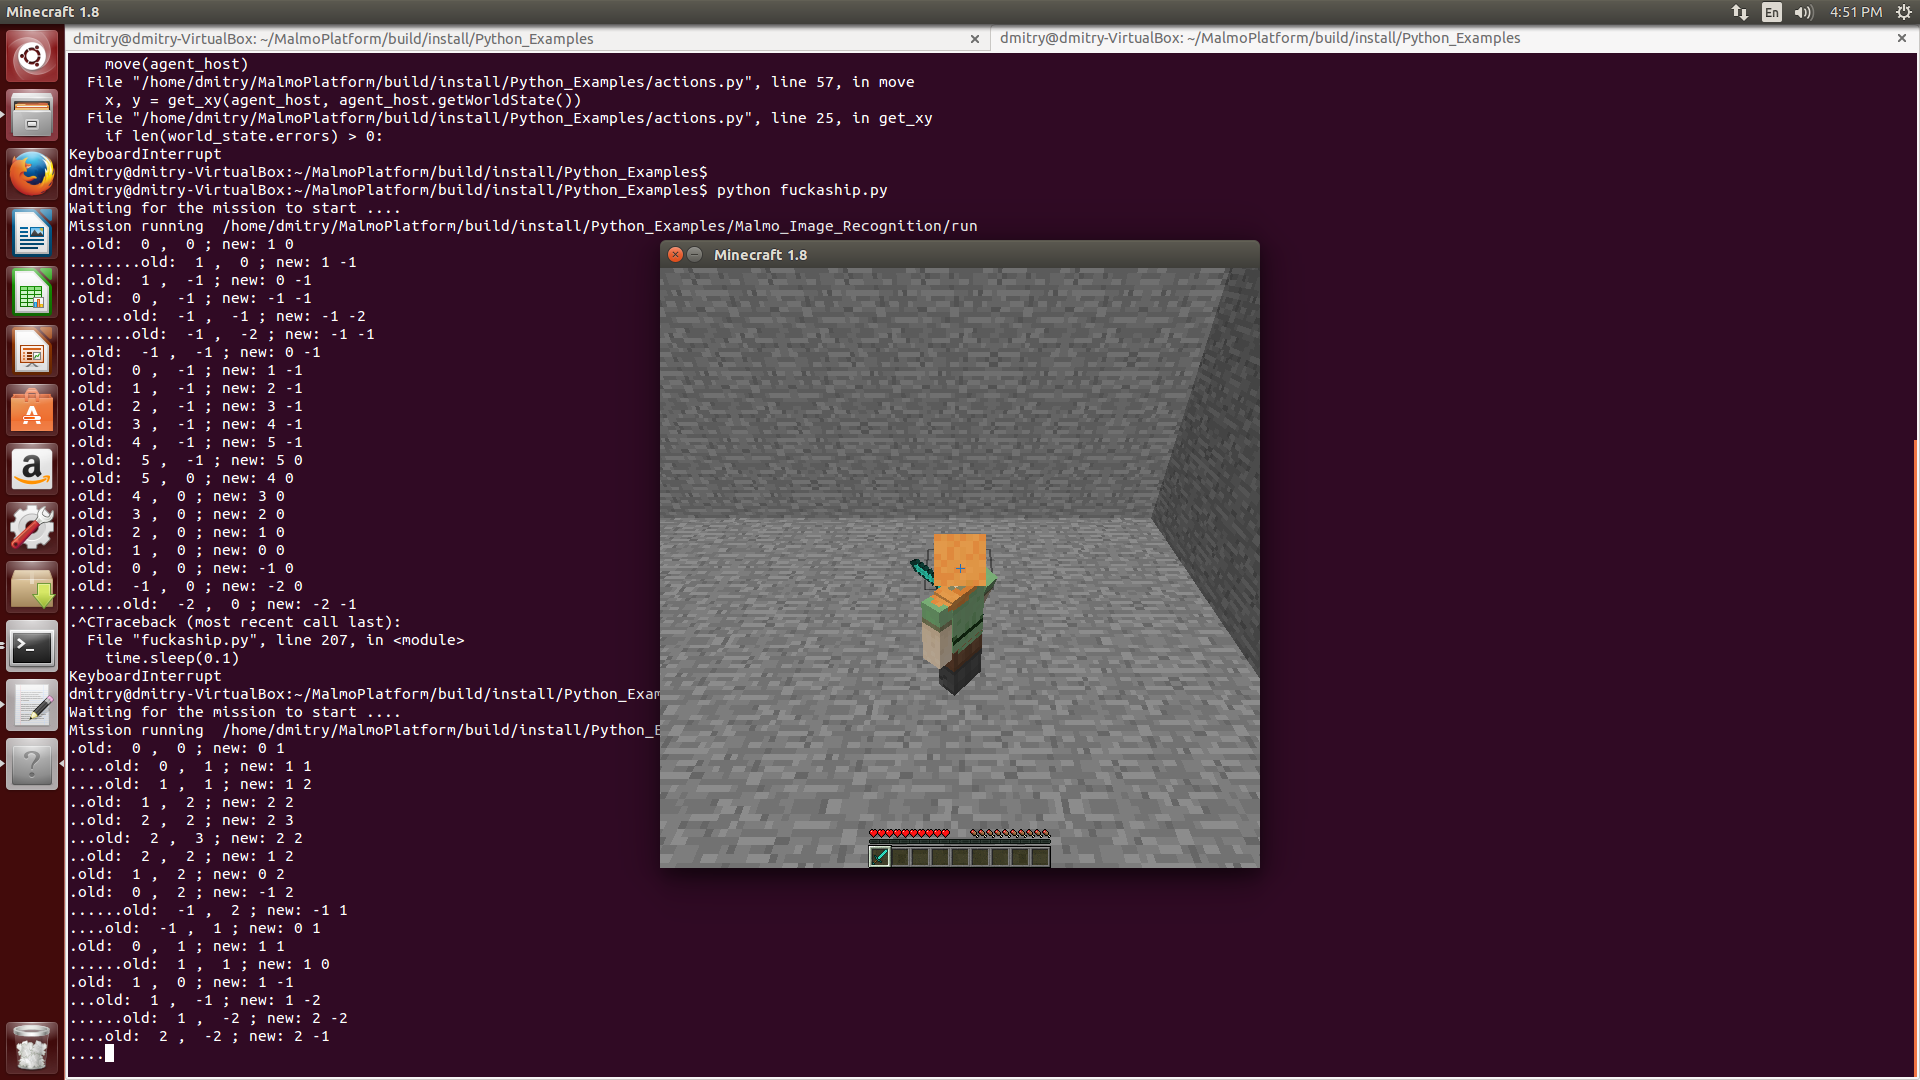 Minecraft 1.8
En
4:51 PM
dmitry@dmitry-VirtualBox: ~/MalmoPlatform/build/install/Python_Examples
dmitry@dmitry-VirtualBox: ~/MalmoPlatform/build/install/Python_Examples
move(agent_host)
File "/home/dmitry/MalmoPlatform/build/install/Python_Examples/actions.py", line 57, in move
x, y = get_xy(agent_host, agent_host.getWorldState())
File "/home/dmitry/MalmoPlatform/build/install/Python_Examples/actions.py", line 25, in get_xy
if len(world_state.errors) > 0:
KeyboardInterrupt
dmitry@dmitry-VirtualBox:~/MalmoPlatform/build/install/Python_Examples$
dmitry@dmitry-VirtualBox:~/MalmoPlatform/build/install/Python_Examples$ python fuckaship.py
Waiting for the mission to start ....
Mission running  /home/dmitry/MalmoPlatform/build/install/Python_Examples/Malmo_Image_Recognition/run
..old:  0 ,  0 ; new: 1 0
........old:  1 ,  0 ; new: 1 -1
..old:  1 ,  -1 ; new: 0 -1
.old:  0 ,  -1 ; new: -1 -1
......old:  -1 ,  -1 ; new: -1 -2
.......old:  -1 ,  -2 ; new: -1 -1
..old:  -1 ,  -1 ; new: 0 -1
.old:  0 ,  -1 ; new: 1 -1
.old:  1 ,  -1 ; new: 2 -1
.old:  2 ,  -1 ; new: 3 -1
.old:  3 ,  -1 ; new: 4 -1
.old:  4 ,  -1 ; new: 5 -1
..old:  5 ,  -1 ; new: 5 0
..old:  5 ,  0 ; new: 4 0
.old:  4 ,  0 ; new: 3 0
.old:  3 ,  0 ; new: 2 0
.old:  2 ,  0 ; new: 1 0
.old:  1 ,  0 ; new: 0 0
.old:  0 ,  0 ; new: -1 0
.old:  -1 ,  0 ; new: -2 0
......old:  -2 ,  0 ; new: -2 -1
.^CTraceback (most recent call last):
File "fuckaship.py", line 207, in <module>
time.sleep(0.1)
KeyboardInterrupt
dmitry@dmitry-VirtualBox:~/MalmoPlatform/build/install/Python_Exam
Waiting for the mission to start ....
Mission running  /home/dmitry/MalmoPlatform/build/install/Python_E
.old:  0 ,  0 ; new: 0 1
....old:  0 ,  1 ; new: 1 1
....old:  1 ,  1 ; new: 1 2
..old:  1 ,  2 ; new: 2 2
..old:  2 ,  2 ; new: 2 3
...old:  2 ,  3 ; new: 2 2
..old:  2 ,  2 ; new: 1 2
.old:  1 ,  2 ; new: 0 2
.old:  0 ,  2 ; new: -1 2
......old:  -1 ,  2 ; new: -1 1
....old:  -1 ,  1 ; new: 0 1
.old:  0 ,  1 ; new: 1 1
......old:  1 ,  1 ; new: 1 0
.old:  1 ,  0 ; new: 1 -1
...old:  1 ,  -1 ; new: 1 -2
......old:  1 ,  -2 ; new: 2 -2
....old:  2 ,  -2 ; new: 2 -1
....
Minecraft 1.8